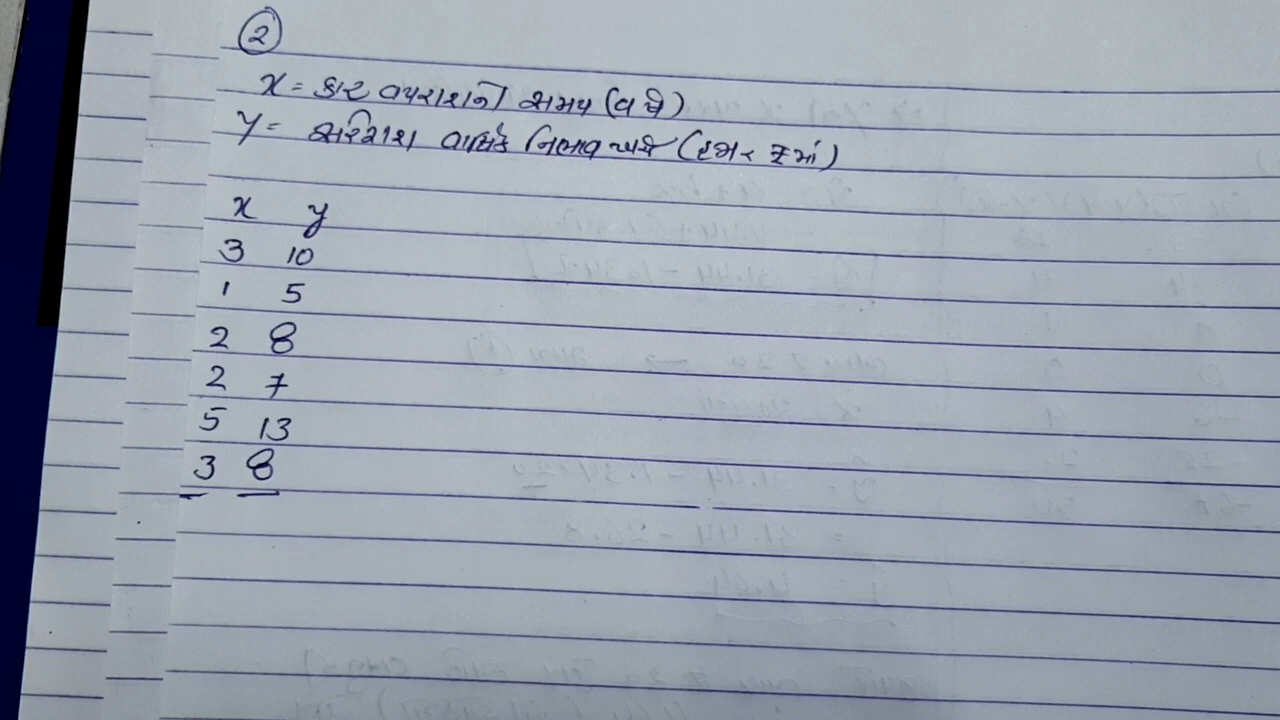 2
x = કાર વપરાશનો સમય (વર્ષ)
y = સરેરાશ વાર્ષિક નિભાવ ખર્ચ (હજાર ₹ માં)
x y
3 10
1 5
2 8
2 7
5 13
3 8